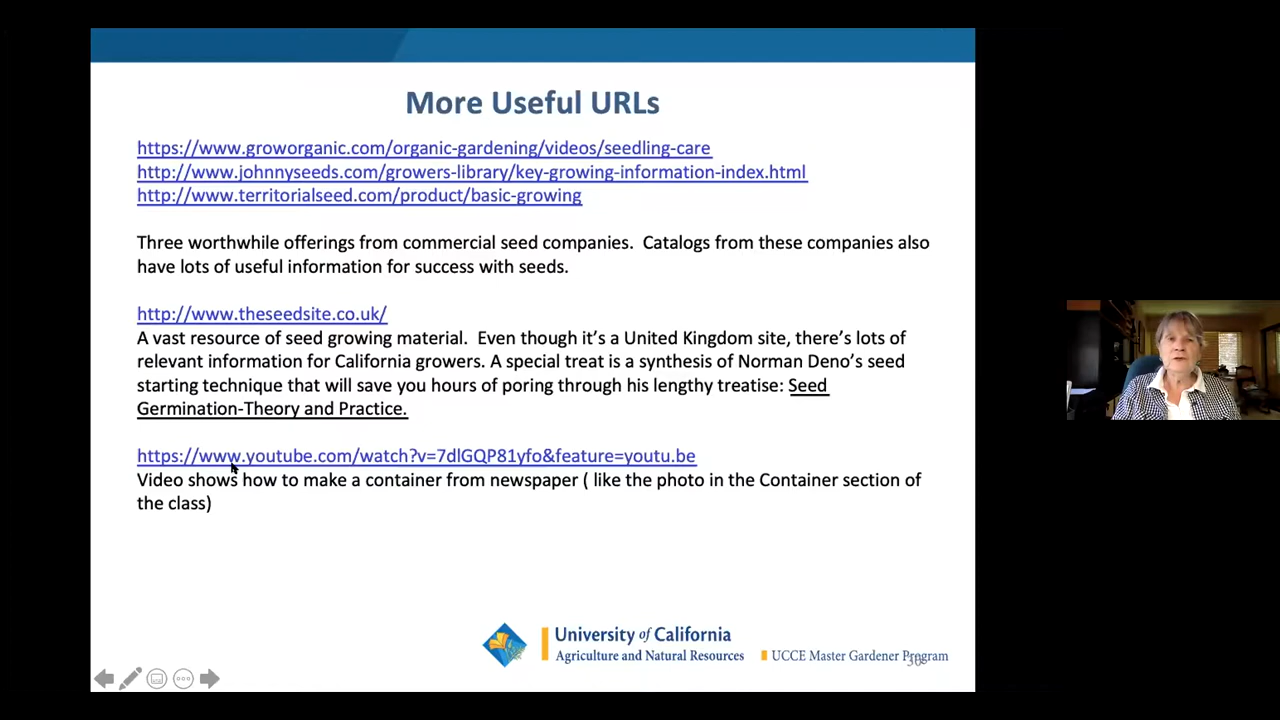 More Useful URLs
https://www.groworganic.com/organic-gardening/videos/seedling-care
http://www.johnnyseeds.com/growers-library/key-growing-information-index.html
http://www.territorialseed.com/product/basic-growing
Three worthwhile offerings from commercial seed companies.  Catalogs from these companies also
have lots of useful information for success with seeds.
http://www.theseedsite.co.uk/
A vast resource of seed growing material.  Even though it's a United Kingdom site, there's lots of
relevant information for California growers. A special treat is a synthesis of Norman Deno's seed
starting technique that will save you hours of poring through his lengthy treatise: Seed
Germination-Theory and Practice.
https://www.youtube.com/watch?v=7dlGQP81yfo&feature=youtu.be
Video shows how to make a container from newspaper ( like the photo in the Container section of
the class)
University of California
Agriculture and Natural Resources
UCCE Master Gardener Program